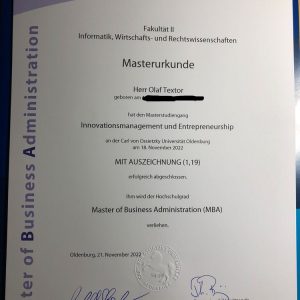 Fakultät II
Informatik, Wirtschafts- und Rechtswissenschaften
Masterurkunde
Herr Olaf Textor
geboren am
hat den Masterstudiengang
Innovationsmanagement und Entrepreneurship
an der Carl von Ossietzky Universität Oldenburg
am 18. November 2022
MIT AUSZEICHNUNG (1,19)
erfolgreich abgeschlossen.
Ihm wird der Hochschulgrad
Master of Business Administration (MBA)
verliehen.
Oldenburg, 21. November 2022
ter of Business Administration